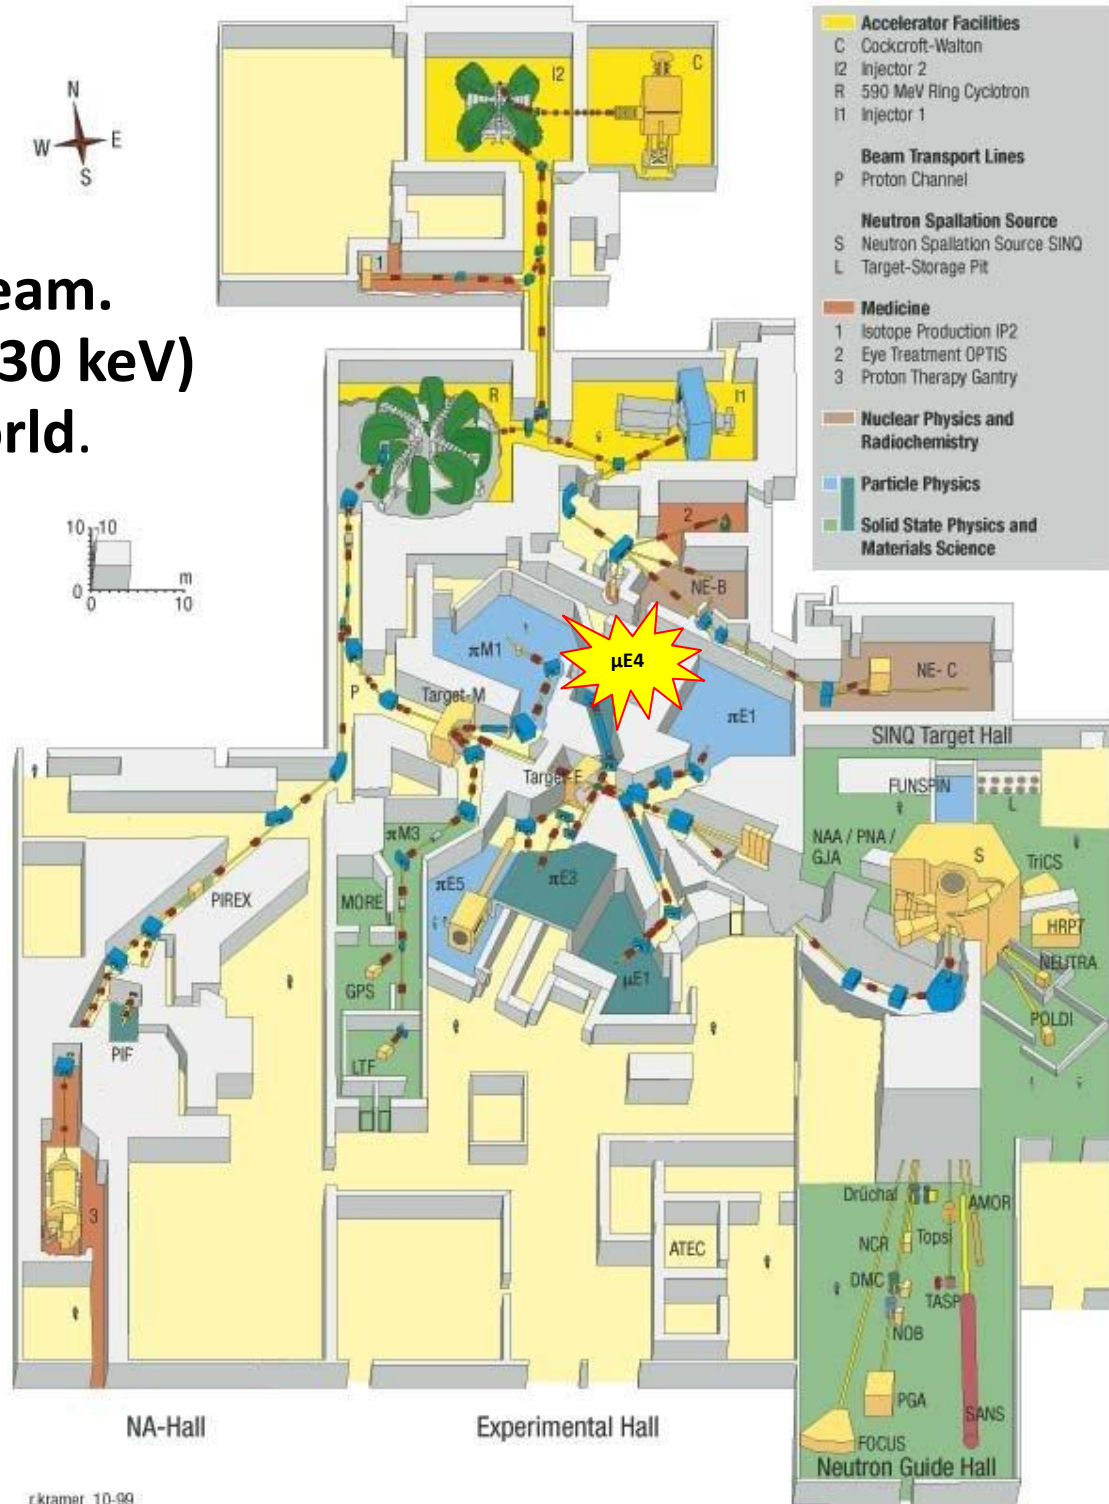 N
W E
S
eam.
30 keV)
orld.
10 10
0
0 10
m
I2
C
1
R
I1
2
NE-B
πM1
µE4
NE- C
P
Target-M
πE1
Target-E
πM3
πE5
πE3
PIREX
MORE
GPS
µE1
LTF
PIF
3
ATEC
NA-Hall
Experimental Hall
r.kramer 10-99
Accelerator Facilities
C Cockcroft-Walton
I2 Injector 2
R 590 MeV Ring Cyclotron
I1 Injector 1
Beam Transport Lines
P Proton Channel
Neutron Spallation Source
S Neutron Spallation Source SINQ
L Target-Storage Pit
Medicine
1 Isotope Production IP2
2 Eye Treatment OPTIS
3 Proton Therapy Gantry
Nuclear Physics and
Radiochemistry
Particle Physics
Solid State Physics and
Materials Science
SINQ Target Hall
FUNSPIN
L
NAA / PNA /
GJA
S
TriCS
HRPT
NEUTRA
POLDI
Drüchal
AMOR
NCR
Topsi
DMC
TASP
NOB
PGA
SANS
FOCUS
Neutron Guide Hall